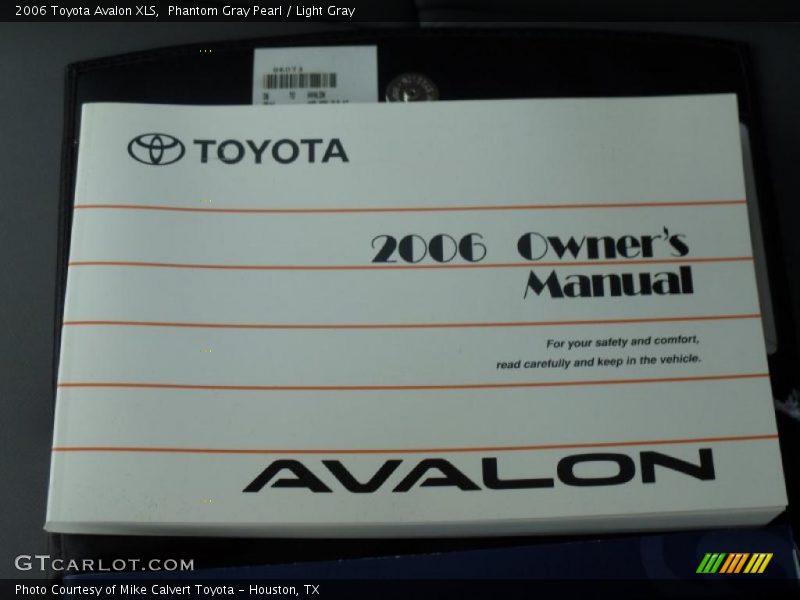 2006 Toyota Avalon XLS,  Phantom Gray Pearl / Light Gray
TOYOTA
2006 Owner's
Manual
For your safety and comfort,
read carefully and keep in the vehicle.
AVALON
GTCARLOT.COM
Photo Courtesy of Mike Calvert Toyota - Houston, TX